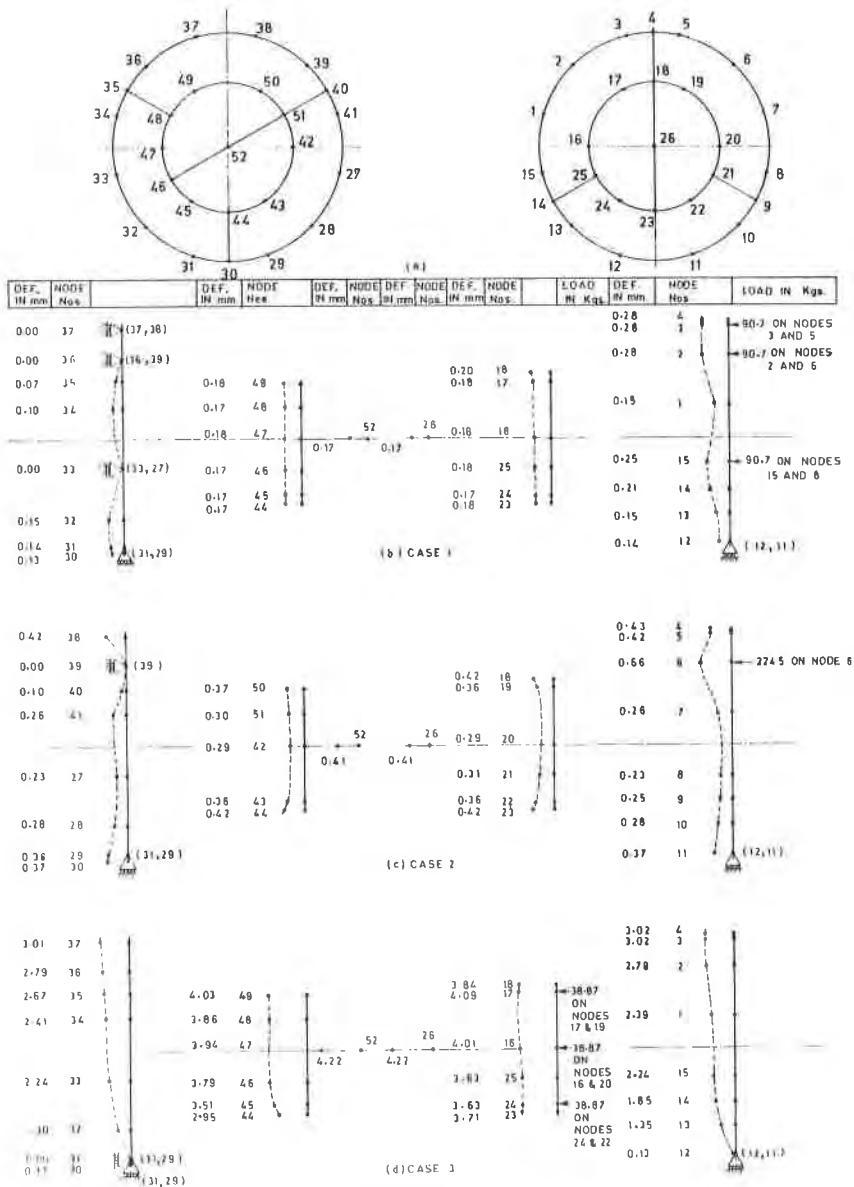 37 38
36 39
35 49 50 40
34 48 51 41
47 52 42
33 46 27
45 43
32 44 28
31 30 29
3 4 5
2 6
17 18 19
1 7
16 26 20
15 25 21 8
14 24 23 22 9
13 10
12 11
(a)
DEF. IN mm NODE Nos DEF. IN mm NODE Nos DEF. IN mm NODE Nos DEF. IN mm NODE Nos. DEF. IN mm NODE Nos. LOAD IN Kgs. DEF. IN mm NODE Nos LOAD IN Kgs.
0.00 37 (37,38)
0.00 36 (36,39)
0.07 35
0.10 34
0.00 33 (33,27)
0.15 32
0.14 31 (31,29)
0.13 30
0.18 49
0.17 48
0.18 47
0.17 46
0.17 45
0.17 44
0.17 52
0.17 26
0.20 18
0.18 17
0.18 25
0.17 24
0.18 23
0.28 4
0.28 3
0.28 2
0.15 1
0.25 15
0.21 14
0.15 13
0.14 12 (12,11)
90.7 ON NODES
3 AND 5
90.7 ON NODES
2 AND 6
90.7 ON NODES
15 AND 8
(b) CASE 1
0.42 38
0.00 39 (39)
0.10 40
0.26 41
0.23 27
0.28 28
0.36 29 (31,29)
0.37 30
0.37 50
0.30 51
0.29 42
0.36 43
0.42 44
0.41 52
0.41 26
0.42 18
0.36 19
0.29 20
0.31 21
0.36 22
0.42 23
0.43 4
0.42 5
0.66 6
0.26 7
0.23 8
0.25 9
0.28 10
0.37 11 (12,11)
224.5 ON NODE 6
(c) CASE 2
3.01 37
2.79 36
2.67 35
2.41 34
2.24 33
30 (31,29)
(31,29)
4.03 49
3.86 48
3.94 47
3.79 46
3.51 45
2.95 44
4.22 52
4.27 26
3.84 18
4.09 17
4.01 16
3.63 25
3.63 24
3.71 23
38.87
ON
NODES
17 & 19
38.87
ON
NODES
16 & 20
38.87
ON
NODES
24 & 22
3.02 4
3.02 3
2.78 2
2.39 1
2.24 15
1.85 14
1.35 13
0.13 12 (12,11)
(d) CASE 3